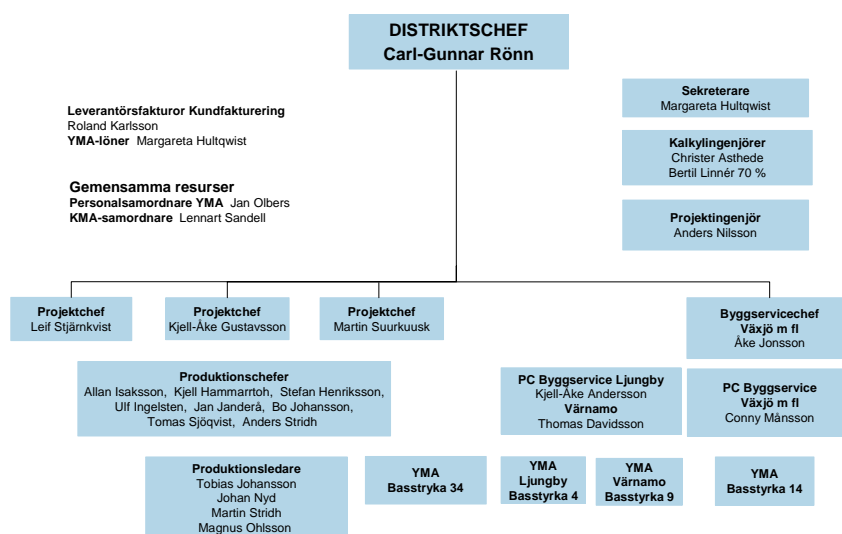 DISTRIKTSCHEF
Carl-Gunnar Rönn
Leverantörsfakturor Kundfakturering
Roland Karlsson
YMA-löner Margareta Hultqwist
Gemensamma resurser
Personalsamordnare YMA Jan Olbers
KMA-samordnare Lennart Sandell
Sekreterare
Margareta Hultqwist
Kalkylingenjörer
Christer Asthede
Bertil Linnér 70 %
Projektingenjör
Anders Nilsson
Projektchef
Leif Stjärnkvist
Projektchef
Kjell-Åke Gustavsson
Projektchef
Martin Suurkuusk
Byggservicechef
Växjö m fl
Åke Jonsson
Produktionschefer
Allan Isaksson, Kjell Hammarrtoh, Stefan Henriksson,
Ulf Ingelsten, Jan Janderå, Bo Johansson,
Tomas Sjöqvist, Anders Stridh
PC Byggservice Ljungby
Kjell-Åke Andersson
Värnamo
Thomas Davidsson
PC Byggservice
Växjö m fl
Conny Månsson
Produktionsledare
Tobias Johansson
Johan Nyd
Martin Stridh
Magnus Ohlsson
YMA
Basstryka 34
YMA
Ljungby
Basstyrka 4
YMA
Värnamo
Basstyrka 9
YMA
Basstyrka 14